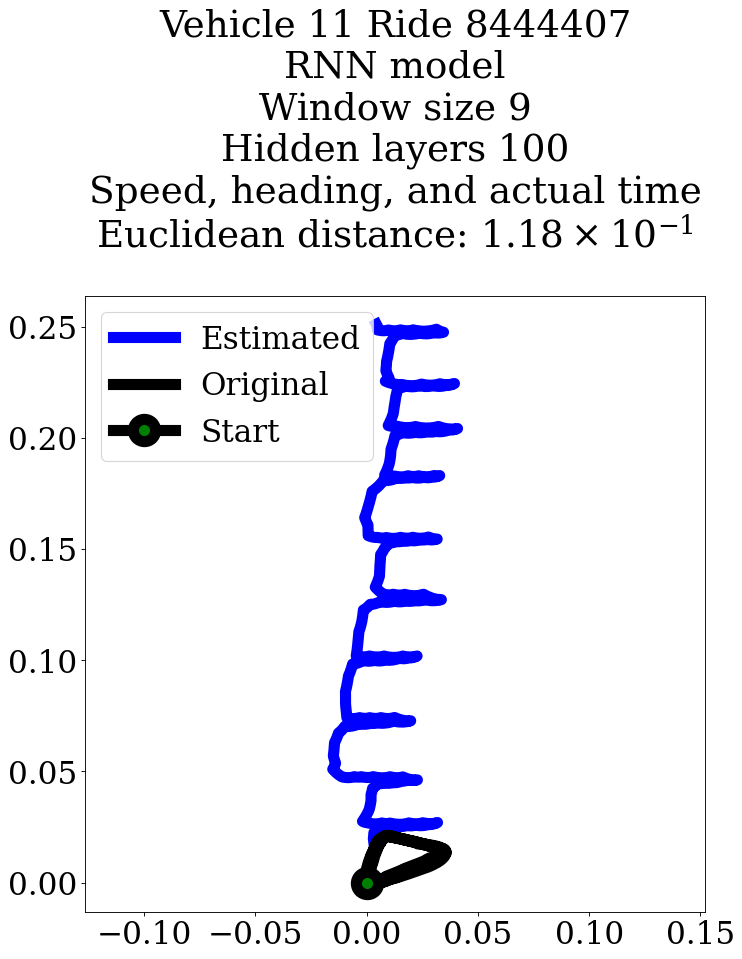 Vehicle 11 Ride 8444407
RNN model
Window size 9
Hidden layers 100
Speed, heading, and actual time
Euclidean distance: 1.18 × 10⁻¹
Estimated
Original
Start
0.25
0.20
0.15
0.10
0.05
0.00
−0.10 −0.05 0.00 0.05 0.10 0.15